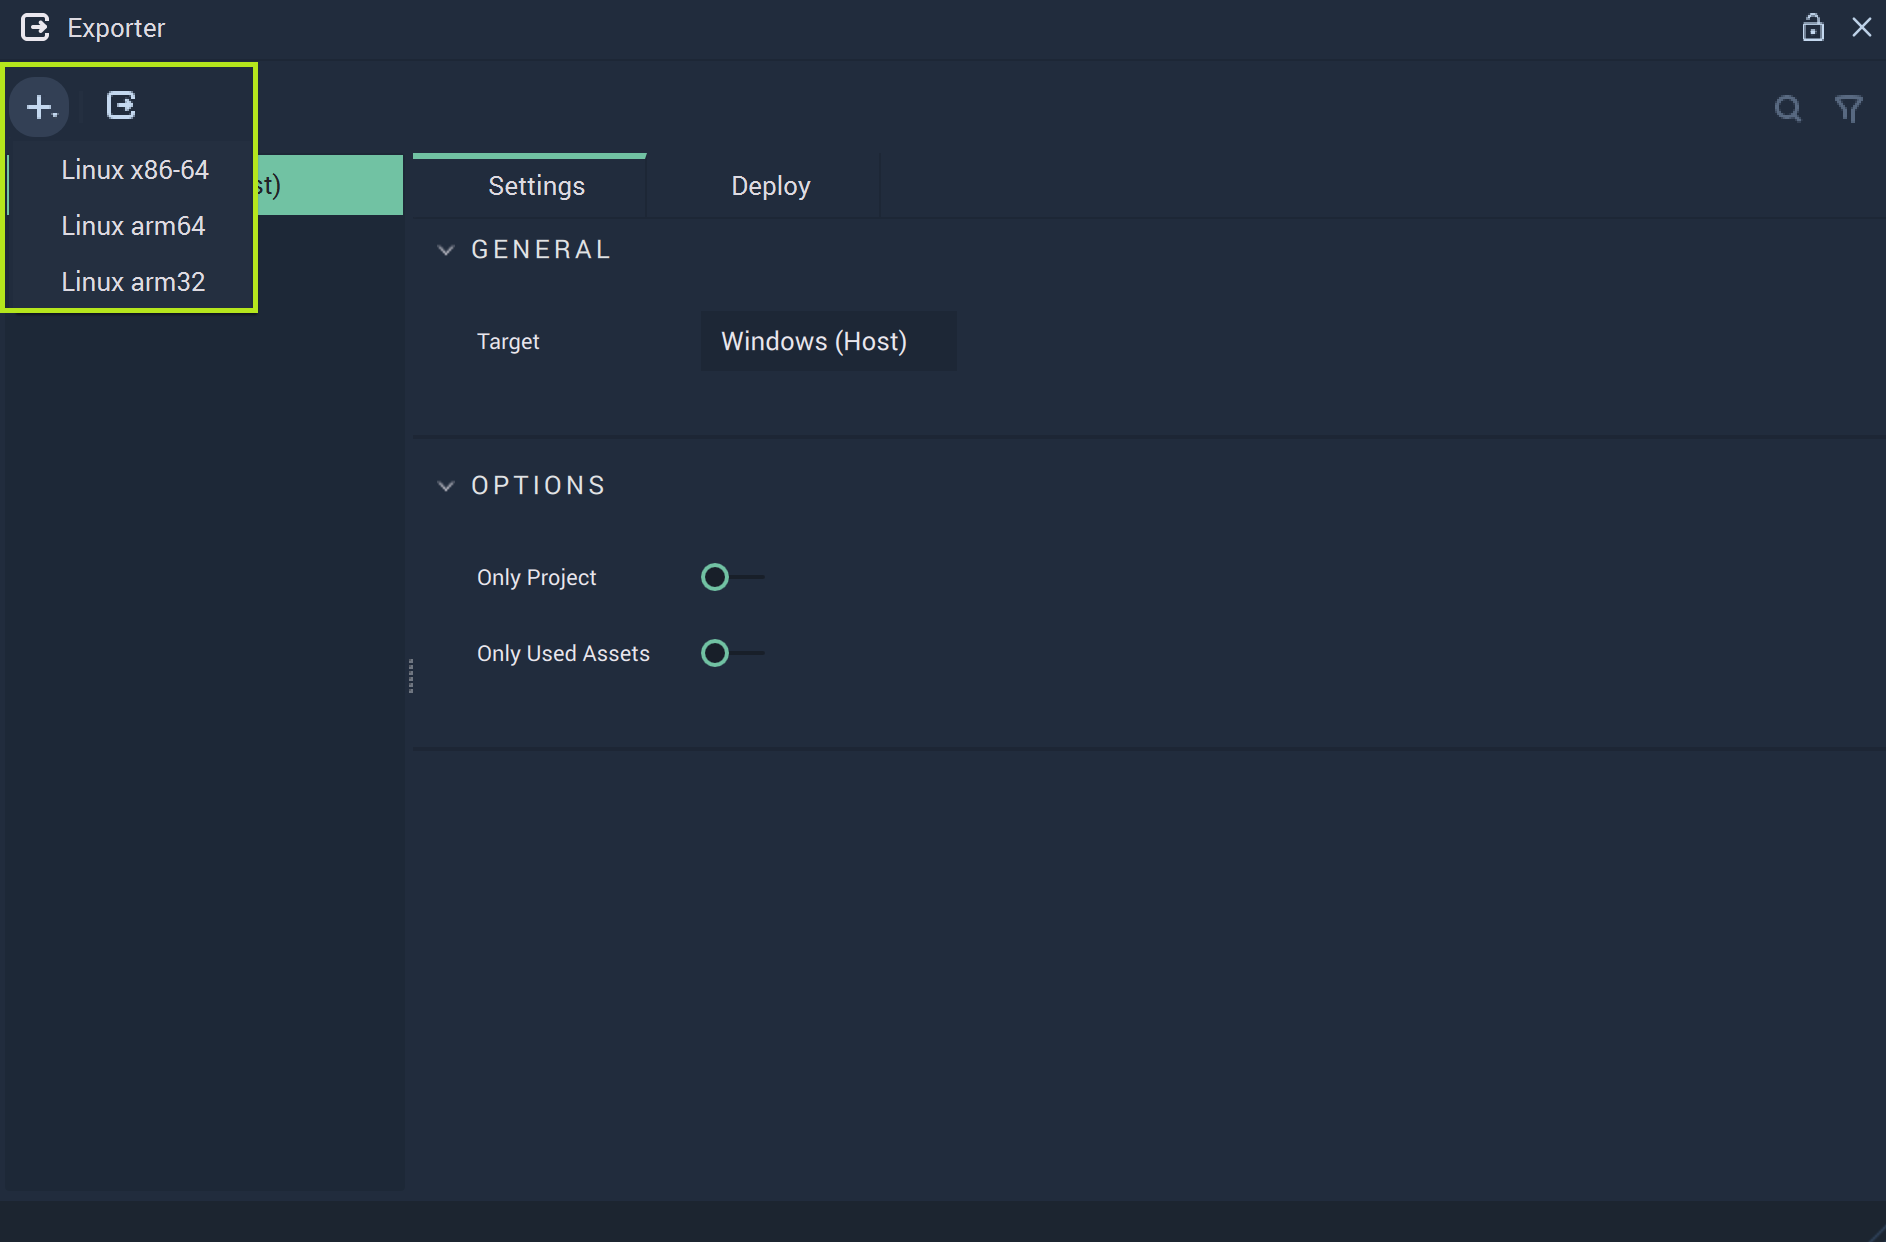 Exporter
Linux x86-64
st)
Settings
Deploy
Linux arm64
Linux arm32
GENERAL
Target
Windows (Host)
OPTIONS
Only Project
Only Used Assets